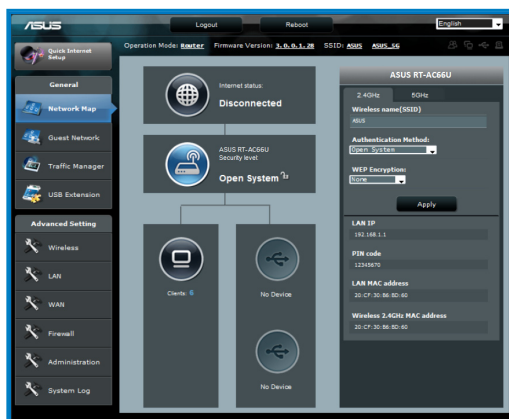 ASUS
Logout
Reboot
English
Quick Internet Setup
Operation Mode: Router Firmware Version: 3.0.0.1.28 SSID: ASUS ASUS_5G
General
Network Map
Guest Network
Traffic Manager
USB Extension
Advanced Setting
Wireless
LAN
WAN
Firewall
Administration
System Log
Internet status:
Disconnected
ASUS RT-AC66U
Security level:
Open System
Clients: 6
No Device
No Device
ASUS RT-AC66U
2.4GHz
5GHz
Wireless name(SSID)
ASUS
Authentication Method:
Open System
WEP Encryption:
None
Apply
LAN IP
192.168.1.1
PIN code
12345670
LAN MAC address
20:CF:30:B6:BD:60
Wireless 2.4GHz MAC address
20:CF:30:B6:BD:60